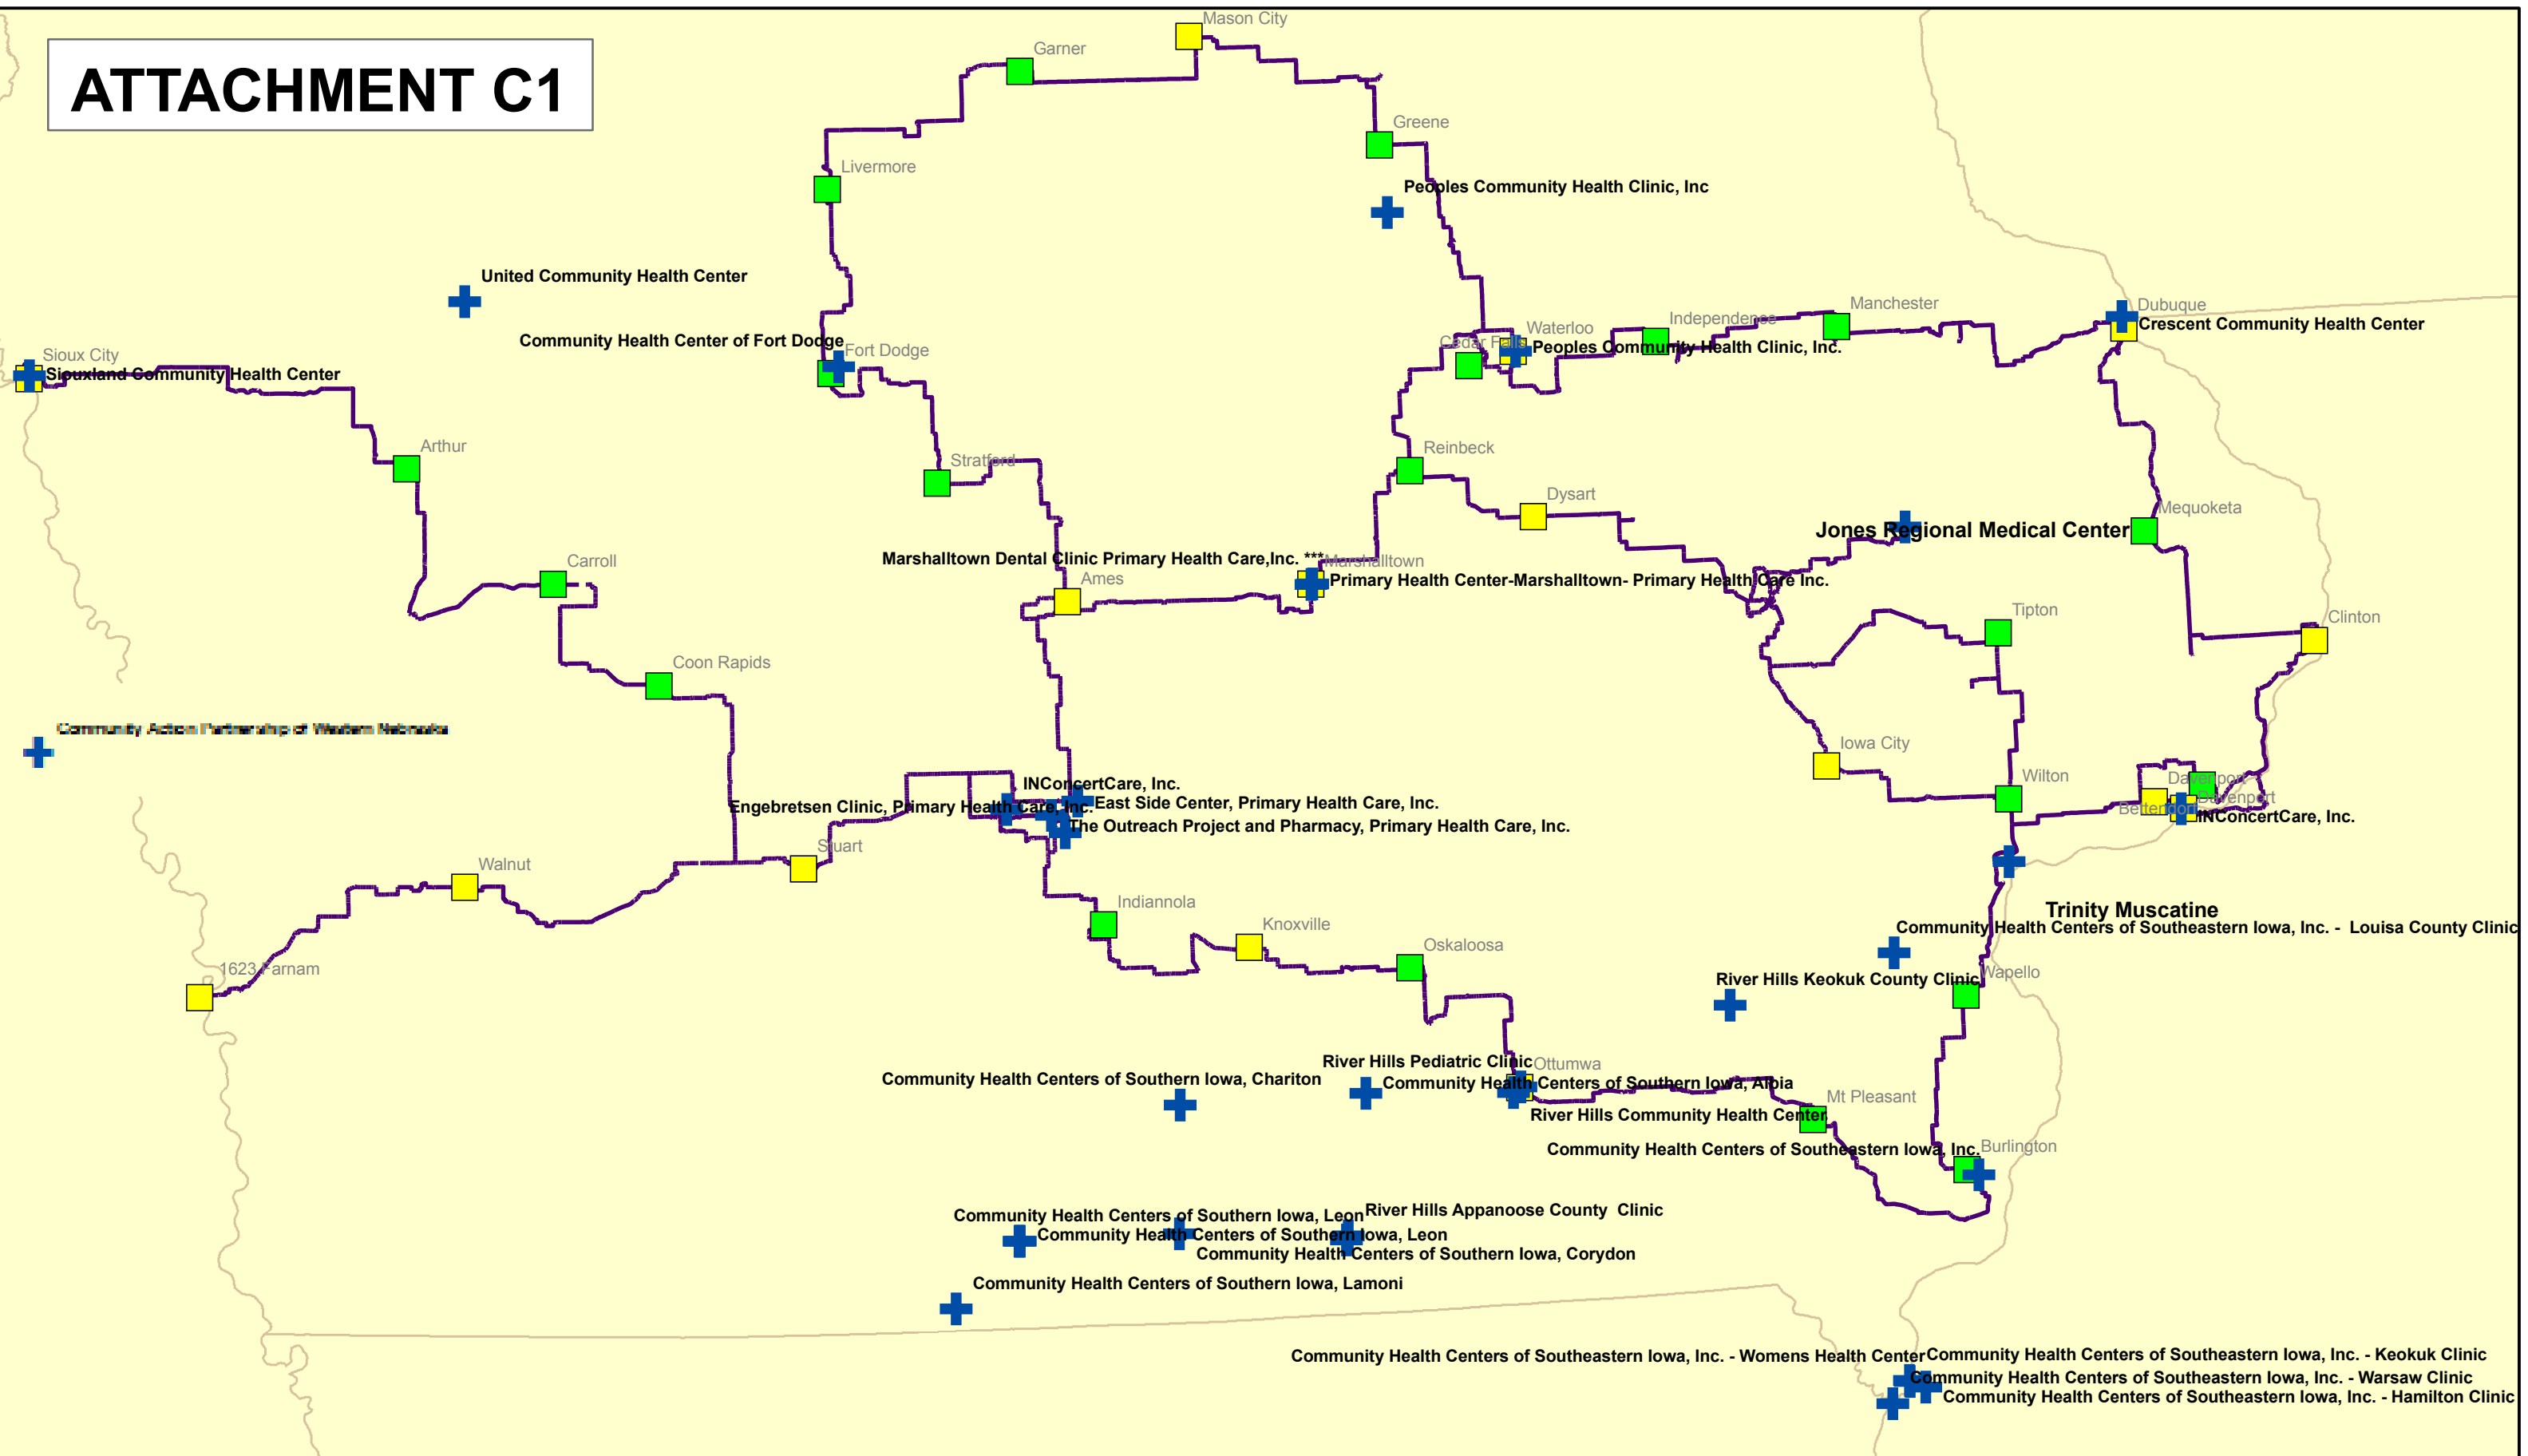 Mason City
Garner
ATTACHMENT C1
Greene
Livermore
Peoples Community Health Clinic, Inc
United Community Health Center
Manchester
Dubuque
Independence
Crescent Community Health Center
Waterloo
Community Health Center of Fort Dodge
Cedar Falls
Peoples Community Health Clinic, Inc.
Fort Dodge
Sioux City
Siouxland Community Health Center
Arthur
Reinbeck
Stratford
Dysart
Mequoketa
Jones Regional Medical Center
Marshalltown Dental Clinic Primary Health Care,Inc. ***
Marshalltown
Carroll
Ames
Primary Health Center-Marshalltown- Primary Health Care Inc.
Tipton
Clinton
Coon Rapids
Community Action Partnership of Western Nebraska
Iowa City
Wilton
Davenport
INConcertCare, Inc.
Engebretsen Clinic, Primary Health Care, Inc.
East Side Center, Primary Health Care, Inc.
Davenport
Bettendorf
INConcertCare, Inc.
The Outreach Project and Pharmacy, Primary Health Care, Inc.
Stuart
Walnut
Indiannola
Trinity Muscatine
Knoxville
Community Health Centers of Southeastern Iowa, Inc. - Louisa County Clinic
Oskaloosa
1623 Farnam
Wapello
River Hills Keokuk County Clinic
River Hills Pediatric Clinic
Ottumwa
Community Health Centers of Southern Iowa, Chariton
Community Health Centers of Southern Iowa, Albia
Mt Pleasant
River Hills Community Health Center
Community Health Centers of Southeastern Iowa, Inc.
Burlington
River Hills Appanoose County Clinic
Community Health Centers of Southern Iowa, Leon
Community Health Centers of Southern Iowa, Leon
Community Health Centers of Southern Iowa, Corydon
Community Health Centers of Southern Iowa, Lamoni
Community Health Centers of Southeastern Iowa, Inc. - Womens Health Center
Community Health Centers of Southeastern Iowa, Inc. - Keokuk Clinic
Community Health Centers of Southeastern Iowa, Inc. - Warsaw Clinic
Community Health Centers of Southeastern Iowa, Inc. - Hamilton Clinic